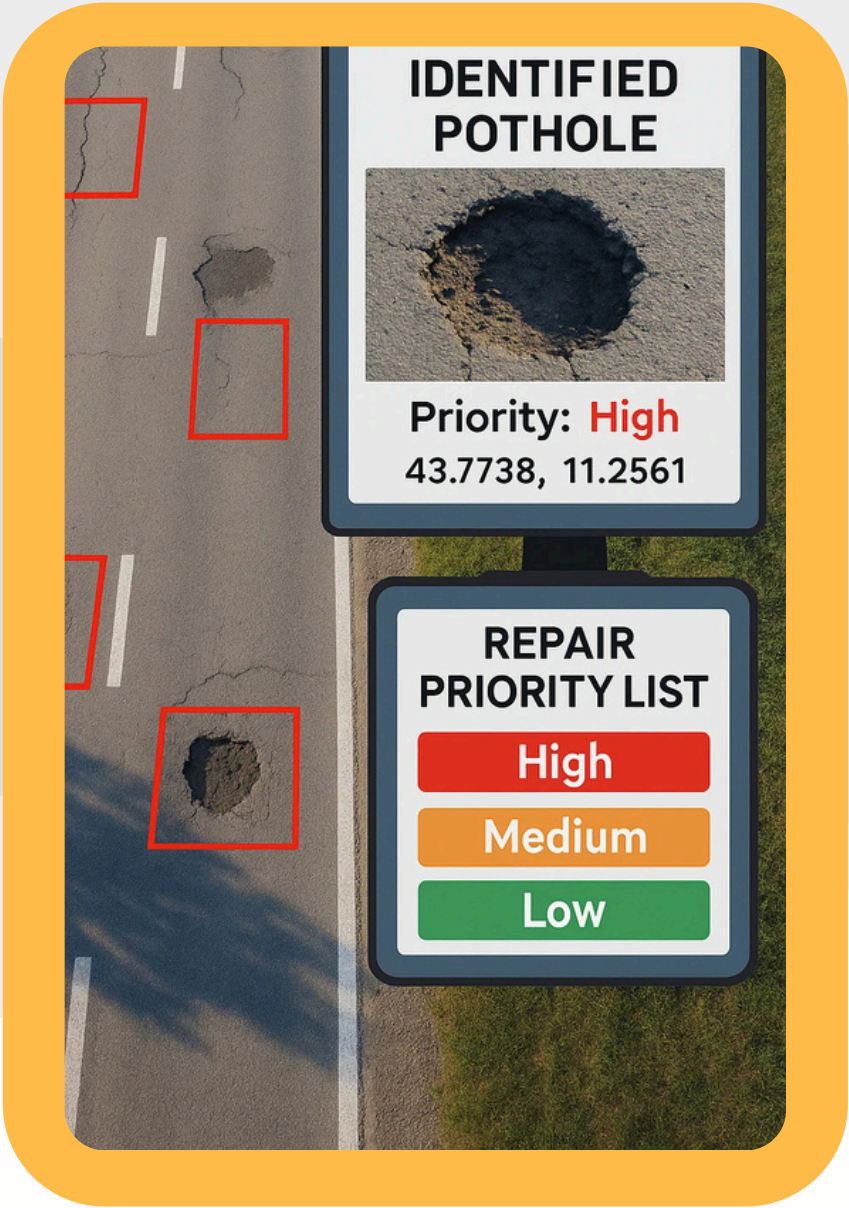 IDENTIFIED
POTHOLE
Priority: High
43.7738, 11.2561
REPAIR
PRIORITY LIST
High
Medium
Low